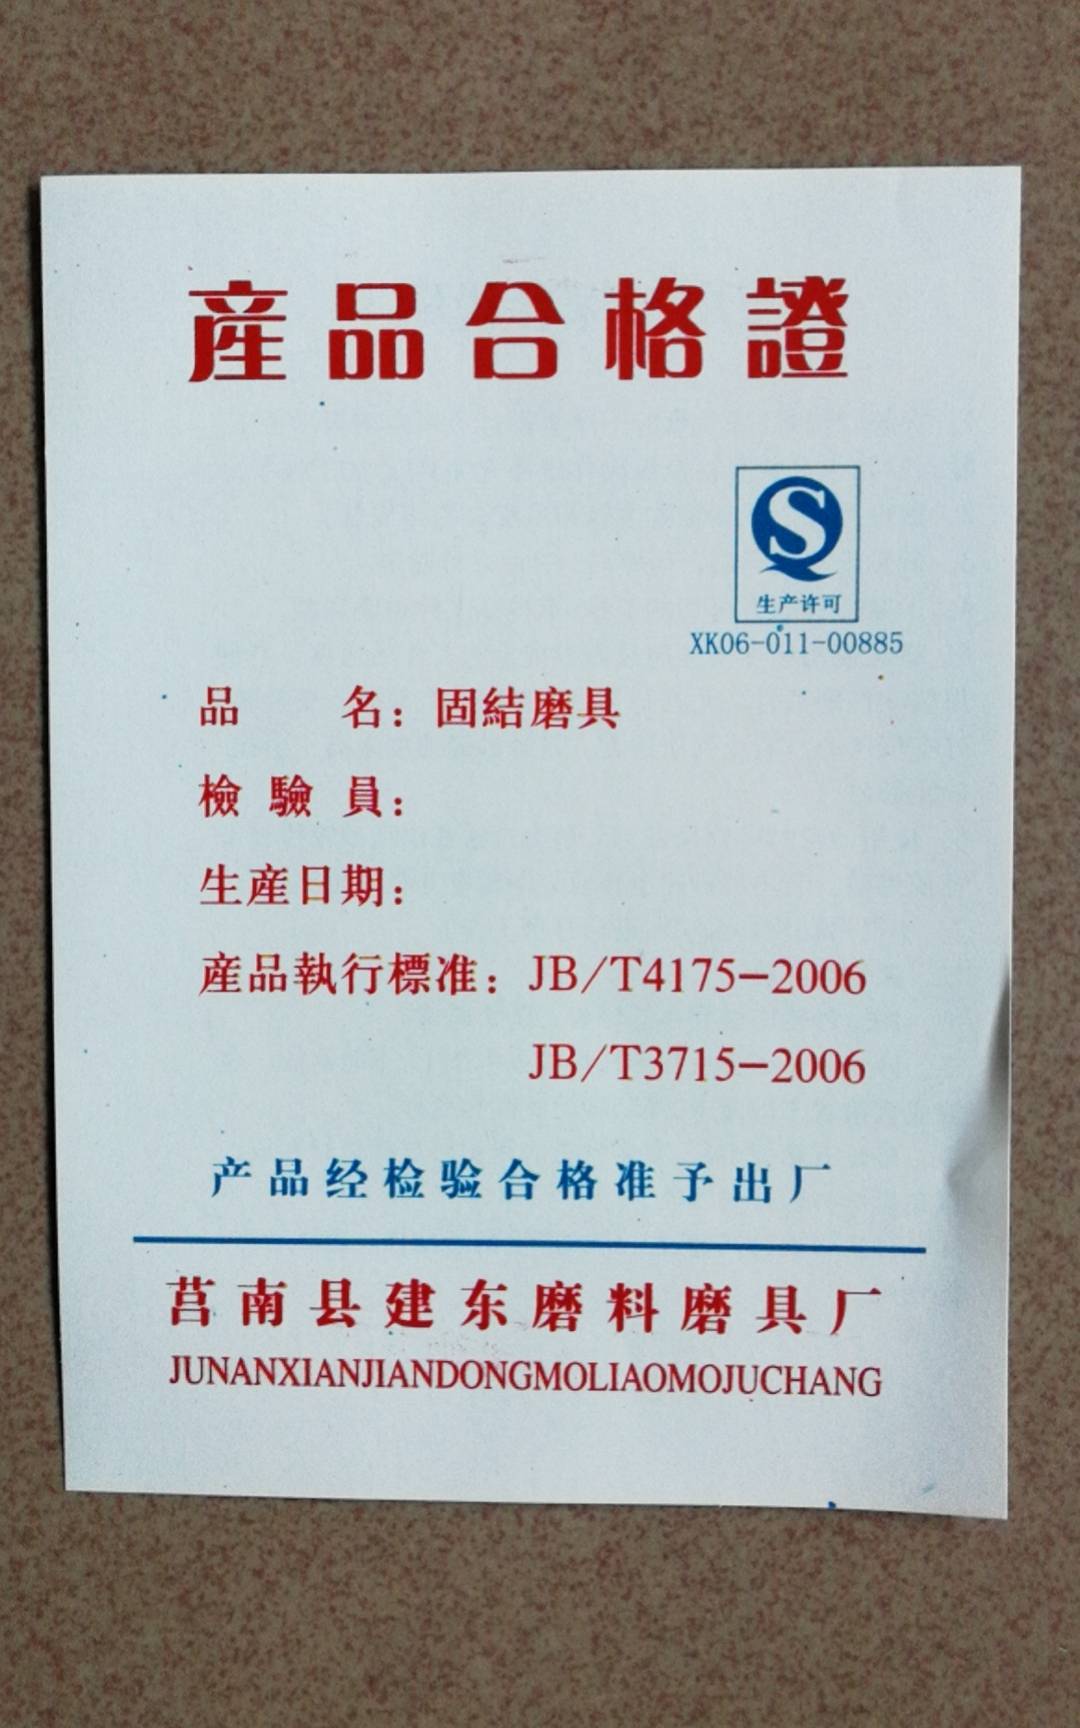 産品合格證
生产许可
XK06-011-00885
品 名：固結磨具
檢驗員：
生産日期：
産品執行標准：JB/T4175-2006
JB/T3715-2006
产品经检验合格准予出厂
莒南县建东磨料磨具厂
JUNANXIANJIANDONGMOLIAOMOJUCHANG